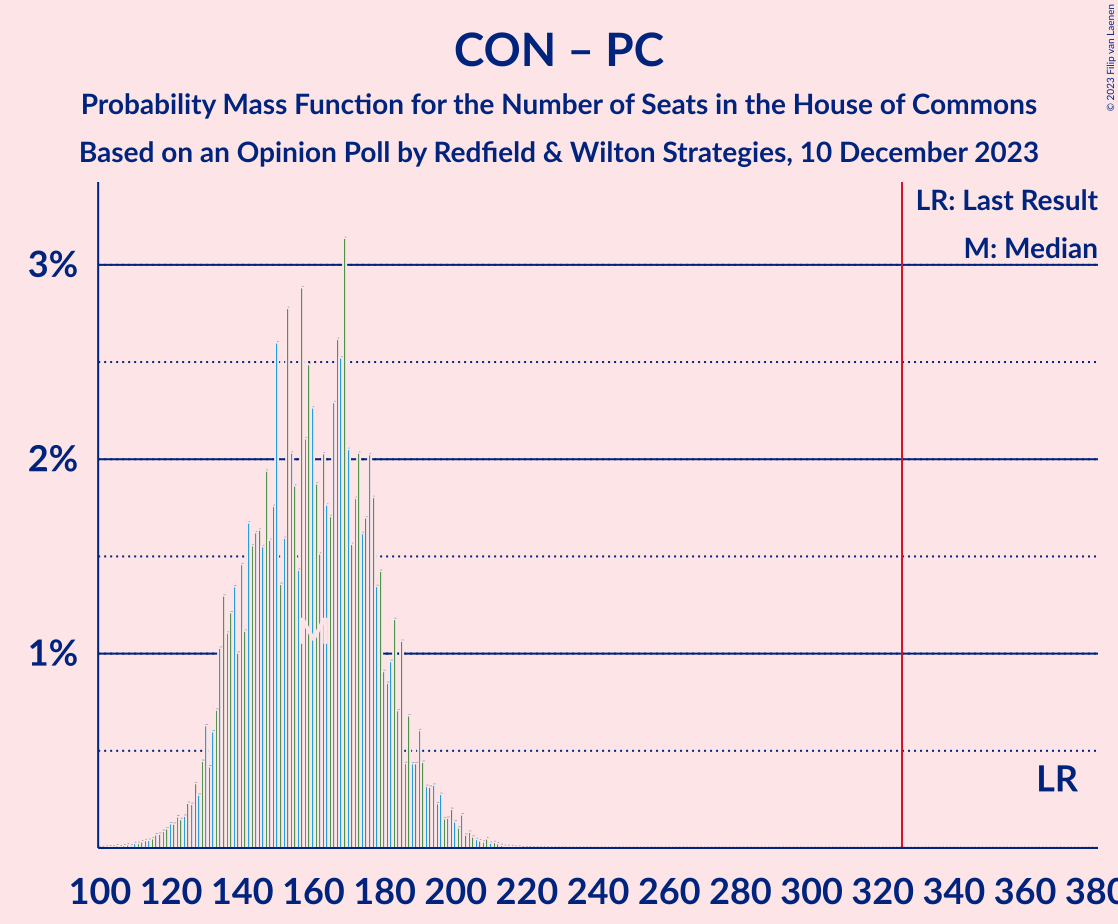 CON – PC
Probability Mass Function for the Number of Seats in the House of Commons
Based on an Opinion Poll by Redfield & Wilton Strategies, 10 December 2023
© 2023 Filip van Laenen
LR: Last Result
M: Median
3%
2%
1%
M
LR
100 120 140 160 180 200 220 240 260 280 300 320 340 360 380